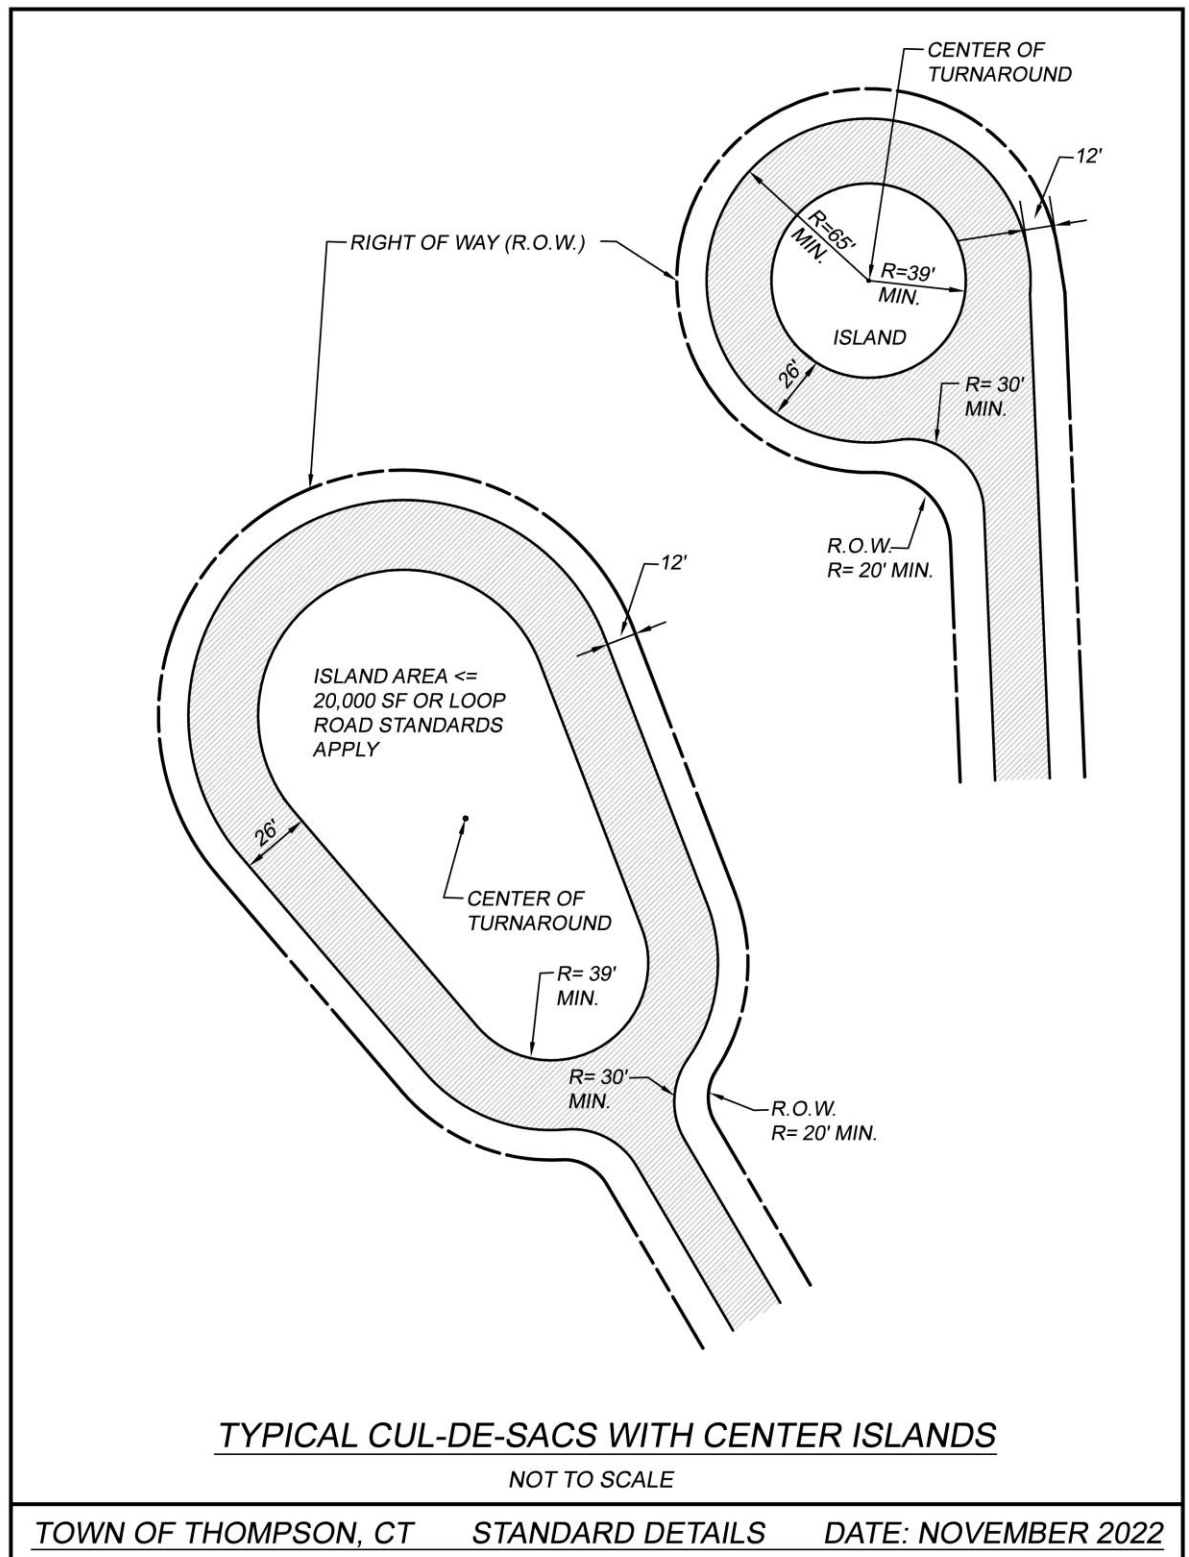 CENTER OF
TURNAROUND
12'
RIGHT OF WAY (R.O.W.)
R=65'
MIN.
R=39'
MIN.
ISLAND
26'
R= 30'
MIN.
R.O.W.
R= 20' MIN.
12'
ISLAND AREA <=
20,000 SF OR LOOP
ROAD STANDARDS
APPLY
26'
CENTER OF
TURNAROUND
R= 39'
MIN.
R= 30'
MIN.
R.O.W.
R= 20' MIN.
TYPICAL CUL-DE-SACS WITH CENTER ISLANDS
NOT TO SCALE
TOWN OF THOMPSON, CT STANDARD DETAILS DATE: NOVEMBER 2022